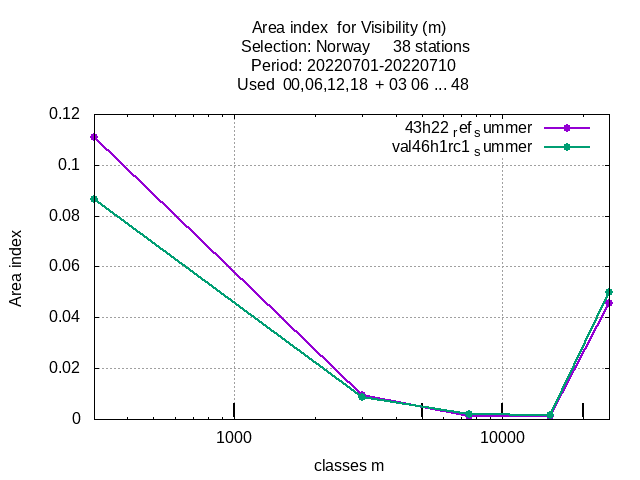 Area index for Visibility (m)
Selection: Norway 38 stations
Period: 20220701-20220710
Used 00,06,12,18 + 03 06 ... 48
0.12
0.1
0.08
0.06
0.04
0.02
0
Area index
43h22 ref summer
val46h1rc1 summer
1000
10000
classes m